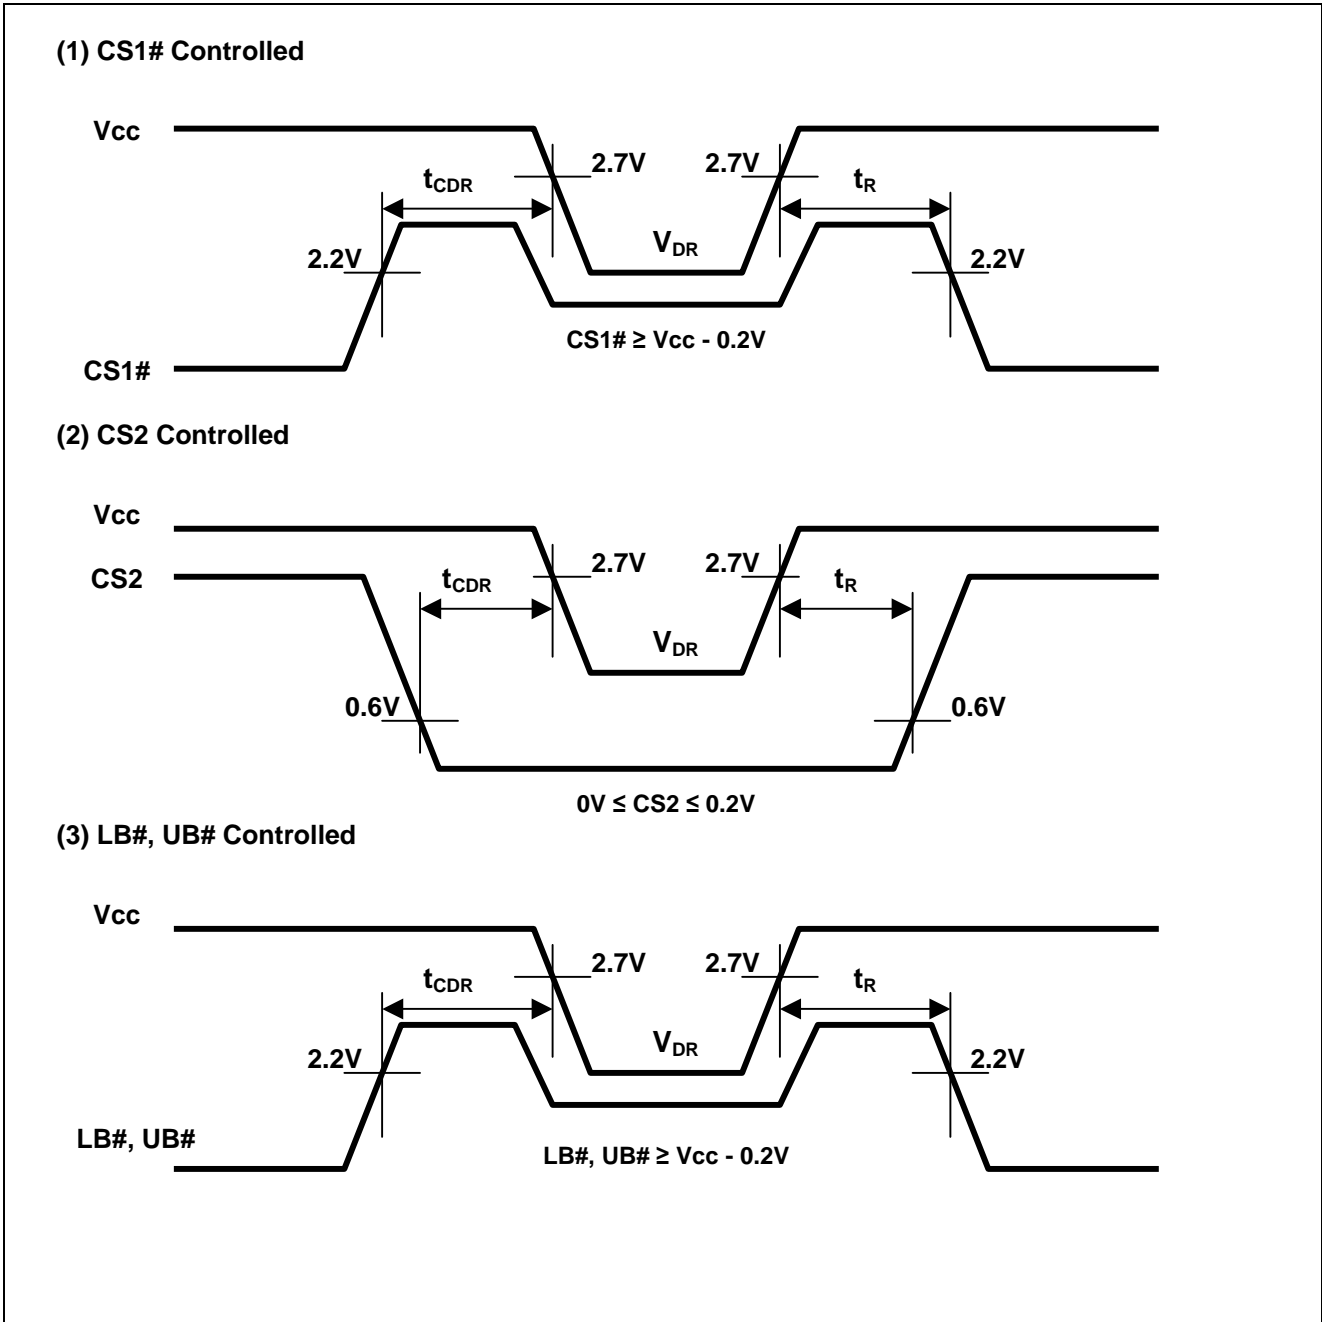 (1) CS1# Controlled
Vcc
2.7V 2.7V
tCDR tR
VDR
2.2V 2.2V
CS1# ≥ Vcc - 0.2V
CS1#
(2) CS2 Controlled
Vcc
2.7V 2.7V
CS2
tCDR tR
VDR
0.6V 0.6V
0V ≤ CS2 ≤ 0.2V
(3) LB#, UB# Controlled
Vcc
2.7V 2.7V
tCDR tR
VDR
2.2V 2.2V
LB#, UB#
LB#, UB# ≥ Vcc - 0.2V